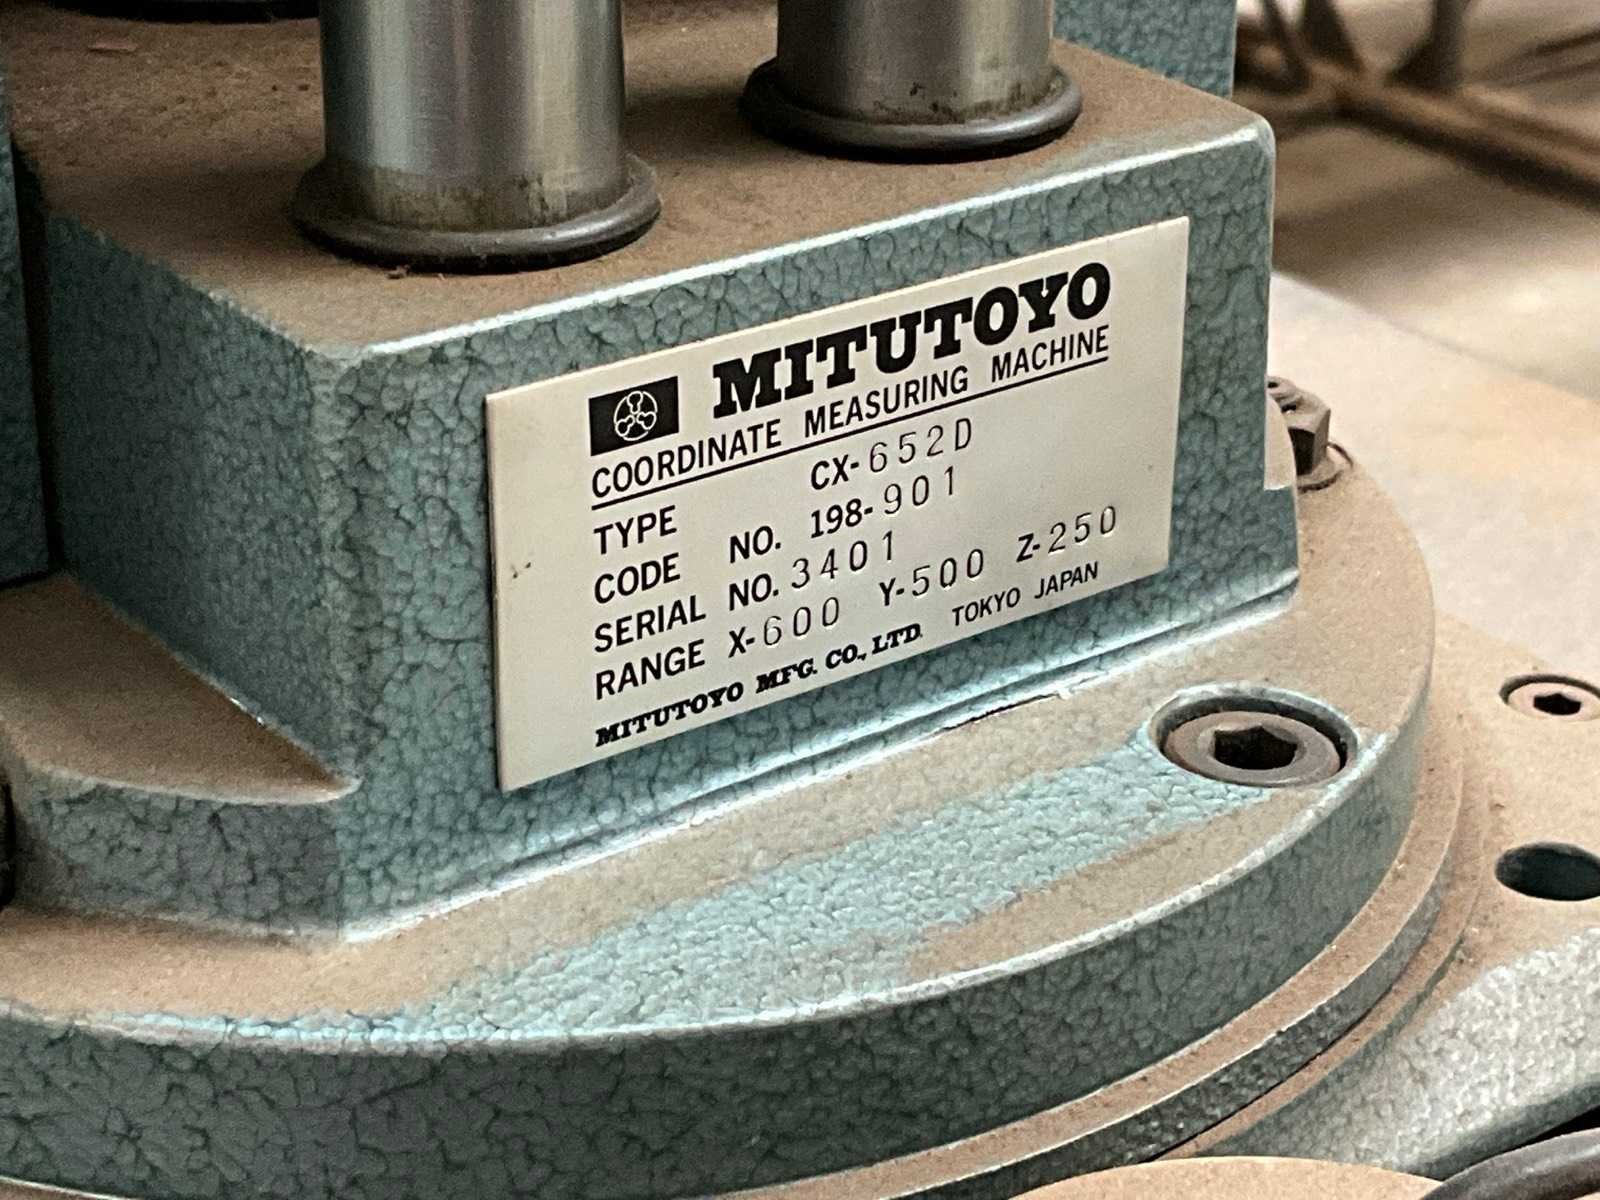 MITUTOYO
COORDINATE MEASURING MACHINE
TYPE CX-652D
CODE NO. 198-901
SERIAL NO. 3401
RANGE X-600 Y-500 Z-250
MITUTOYO MFG. CO., LTD. TOKYO JAPAN